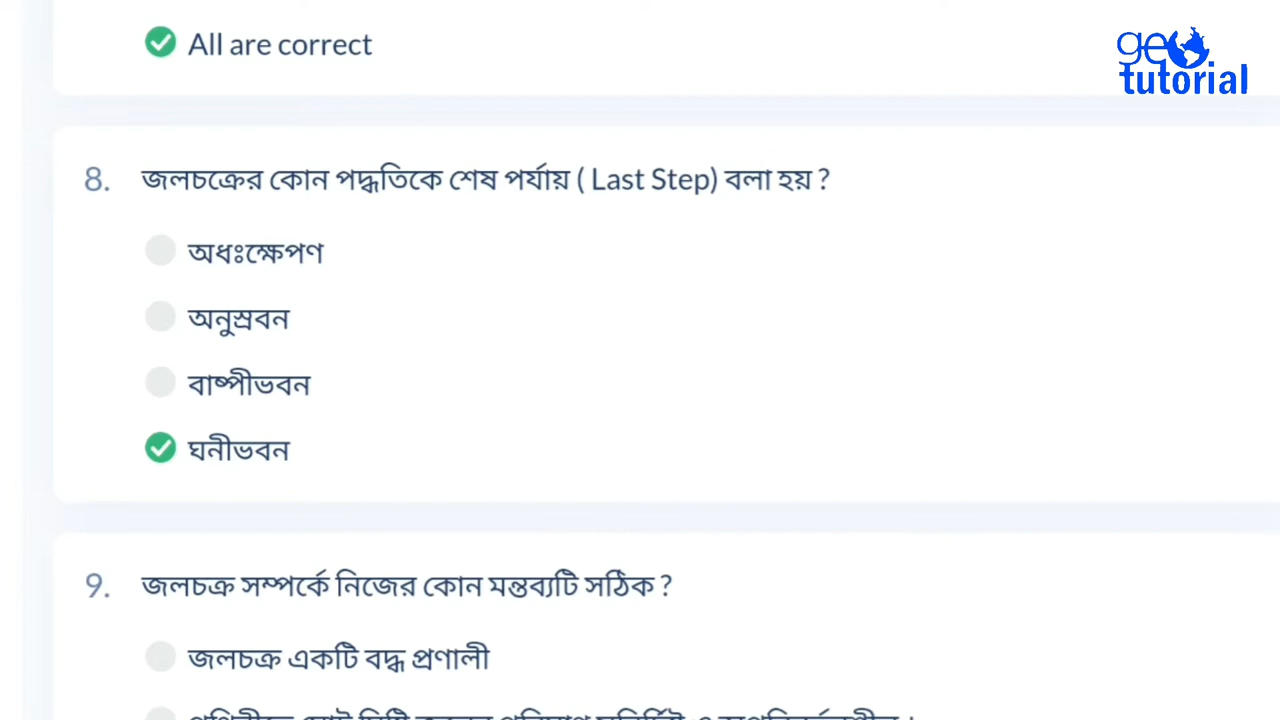 All are correct
geo
tutorial
8. জলচক্রের কোন পদ্ধতিকে শেষ পর্যায় ( Last Step) বলা হয় ?
অধঃক্ষেপণ
অনুস্রবন
বাষ্পীভবন
ঘনীভবন
9. জলচক্র সম্পর্কে নিজের কোন মন্তব্যটি সঠিক ?
জলচক্র একটি বদ্ধ প্রণালী